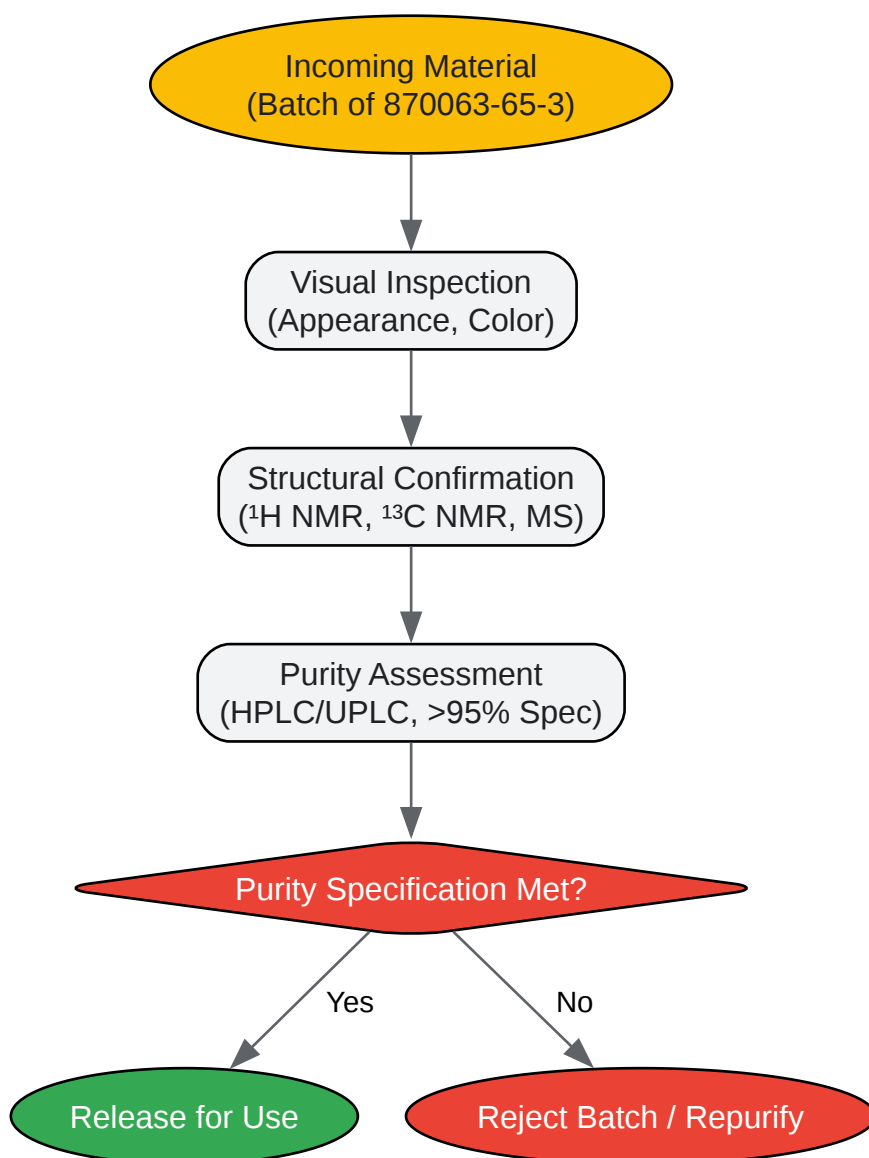 Incoming Material
(Batch of 870063-65-3)
Visual Inspection
(Appearance, Color)
Structural Confirmation
(¹H NMR, ¹³C NMR, MS)
Purity Assessment
(HPLC/UPLC, >95% Spec)
Purity Specification Met?
Yes
No
Release for Use
Reject Batch / Repurify